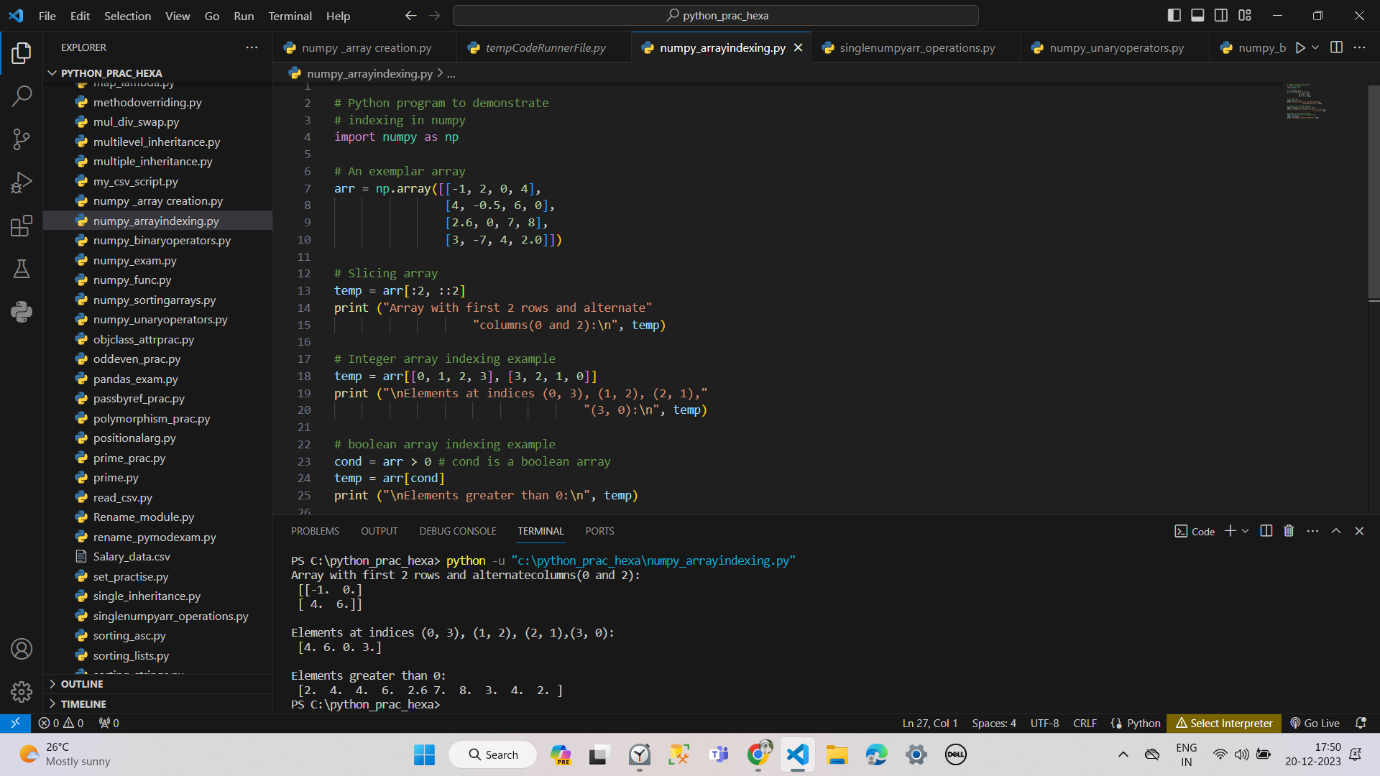 File Edit Selection View Go Run Terminal Help
python_prac_hexa
EXPLORER
PYTHON_PRAC_HEXA
map_lambda.py
methodoverriding.py
mul_div_swap.py
multilevel_inheritance.py
multiple_inheritance.py
my_csv_script.py
numpy _array creation.py
numpy_arrayindexing.py
numpy_binaryoperators.py
numpy_exam.py
numpy_func.py
numpy_sortingarrays.py
numpy_unaryoperators.py
objclass_attrprac.py
oddeven_prac.py
pandas_exam.py
passbyref_prac.py
polymorphism_prac.py
positionalarg.py
prime_prac.py
prime.py
read_csv.py
Rename_module.py
rename_pymodexam.py
Salary_data.csv
set_practise.py
single_inheritance.py
singlenumpyarr_operations.py
sorting_asc.py
sorting_lists.py
sorting_strings.py
OUTLINE
TIMELINE
numpy _array creation.py tempCodeRunnerFile.py numpy_arrayindexing.py singlenumpyarr_operations.py numpy_unaryoperators.py numpy_b
numpy_arrayindexing.py > ...
1
2 # Python program to demonstrate
3 # indexing in numpy
4 import numpy as np
5
6 # An exemplar array
7 arr = np.array([[-1, 2, 0, 4],
8 [4, -0.5, 6, 0],
9 [2.6, 0, 7, 8],
10 [3, -7, 4, 2.0]])
11
12 # Slicing array
13 temp = arr[:2, ::2]
14 print ("Array with first 2 rows and alternate"
15 "columns(0 and 2):\n", temp)
16
17 # Integer array indexing example
18 temp = arr[[0, 1, 2, 3], [3, 2, 1, 0]]
19 print ("\nElements at indices (0, 3), (1, 2), (2, 1),"
20 "(3, 0):\n", temp)
21
22 # boolean array indexing example
23 cond = arr > 0 # cond is a boolean array
24 temp = arr[cond]
25 print ("\nElements greater than 0:\n", temp)
26
PROBLEMS OUTPUT DEBUG CONSOLE TERMINAL PORTS
Code
PS C:\python_prac_hexa> python -u "c:\python_prac_hexa\numpy_arrayindexing.py"
Array with first 2 rows and alternatecolumns(0 and 2):
[[-1. 0.]
[ 4. 6.]]
Elements at indices (0, 3), (1, 2), (2, 1),(3, 0):
[4. 6. 0. 3.]
Elements greater than 0:
[2. 4. 4. 6. 2.6 7. 8. 3. 4. 2. ]
PS C:\python_prac_hexa>
0 0 0 Ln 27, Col 1 Spaces: 4 UTF-8 CRLF Python Select Interpreter Go Live
26°C
Mostly sunny
Search
PRE
DELL
ENG
IN
17:50
20-12-2023